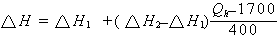 △H = △H₁ + (△H₂−△H₁) (Qₖ−1700)/400